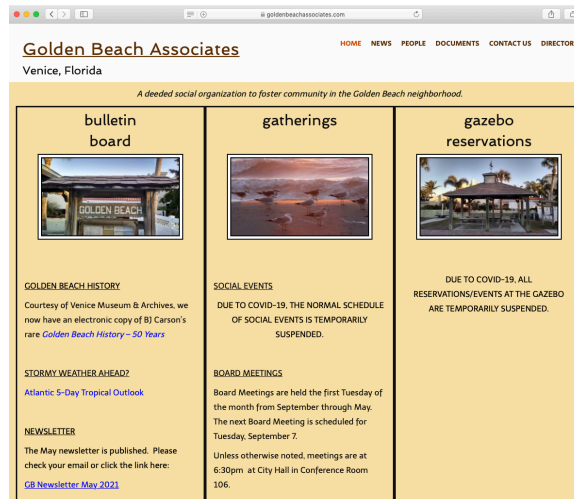 goldenbeachassociates.com
Golden Beach Associates
Venice, Florida
HOME NEWS PEOPLE DOCUMENTS CONTACT US DIRECTOR
A deeded social organization to foster community in the Golden Beach neighborhood.
bulletin
board
GOLDEN BEACH
GOLDEN BEACH HISTORY
Courtesy of Venice Museum & Archives, we
now have an electronic copy of BJ Carson's
rare Golden Beach History – 50 Years
STORMY WEATHER AHEAD?
Atlantic 5-Day Tropical Outlook
NEWSLETTER
The May newsletter is published. Please
check your email or click the link here:
GB Newsletter May 2021
gatherings
SOCIAL EVENTS
DUE TO COVID-19, THE NORMAL SCHEDULE
OF SOCIAL EVENTS IS TEMPORARILY
SUSPENDED.
BOARD MEETINGS
Board Meetings are held the first Tuesday of
the month from September through May.
The next Board Meeting is scheduled for
Tuesday, September 7.
Unless otherwise noted, meetings are at
6:30pm at City Hall in Conference Room
106.
gazebo
reservations
DUE TO COVID-19, ALL
RESERVATIONS/EVENTS AT THE GAZEBO
ARE TEMPORARILY SUSPENDED.